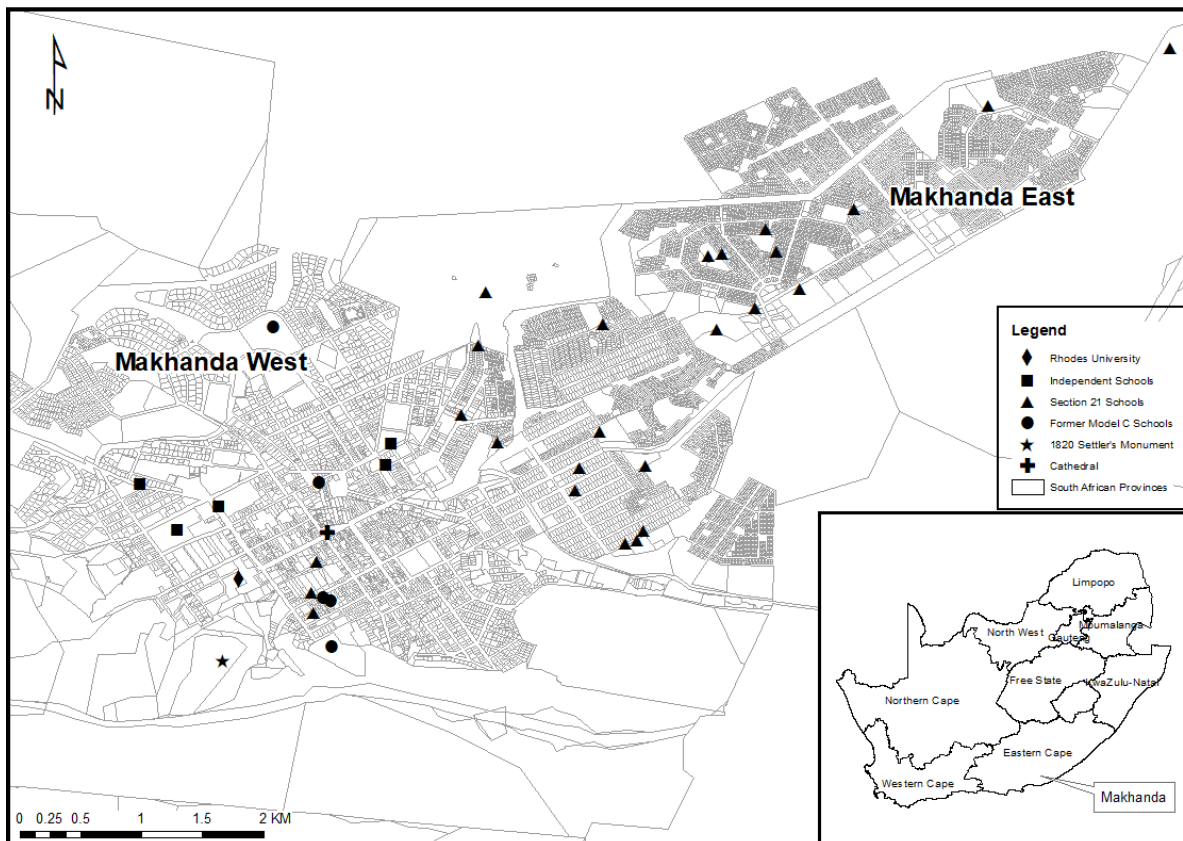 N
Makhanda East
Makhanda West
Legend
Rhodes University
Independent Schools
Section 21 Schools
Former Model C Schools
1820 Settler's Monument
Cathedral
South African Provinces
Limpopo
Mpumalanga
North West
Gauteng
Free State
KwaZulu-Natal
Northern Cape
Eastern Cape
Western Cape
Makhanda
0 0.25 0.5 1 1.5 2 KM